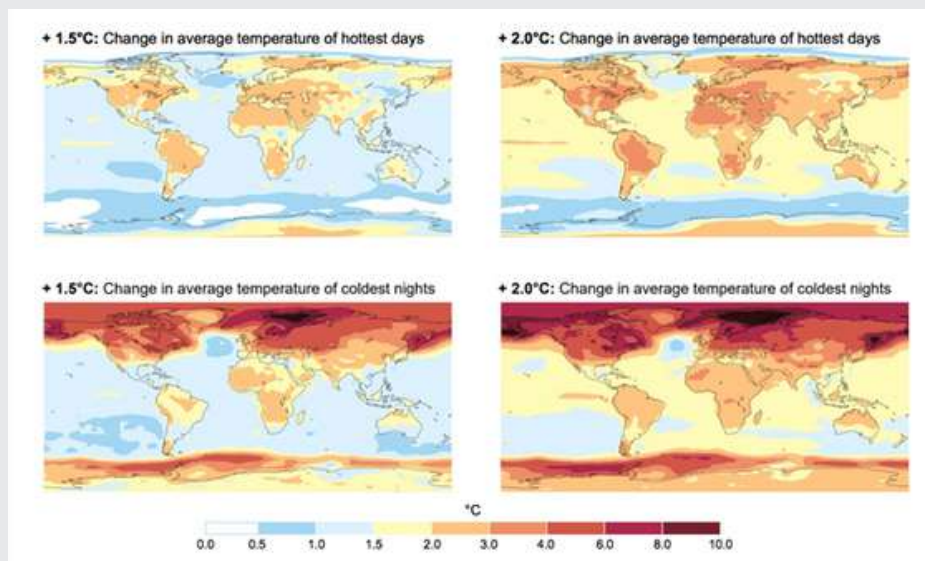 + 1.5°C: Change in average temperature of hottest days
+ 2.0°C: Change in average temperature of hottest days
+ 1.5°C: Change in average temperature of coldest nights
+ 2.0°C: Change in average temperature of coldest nights
°C
0.0 0.5 1.0 1.5 2.0 3.0 4.0 6.0 8.0 10.0